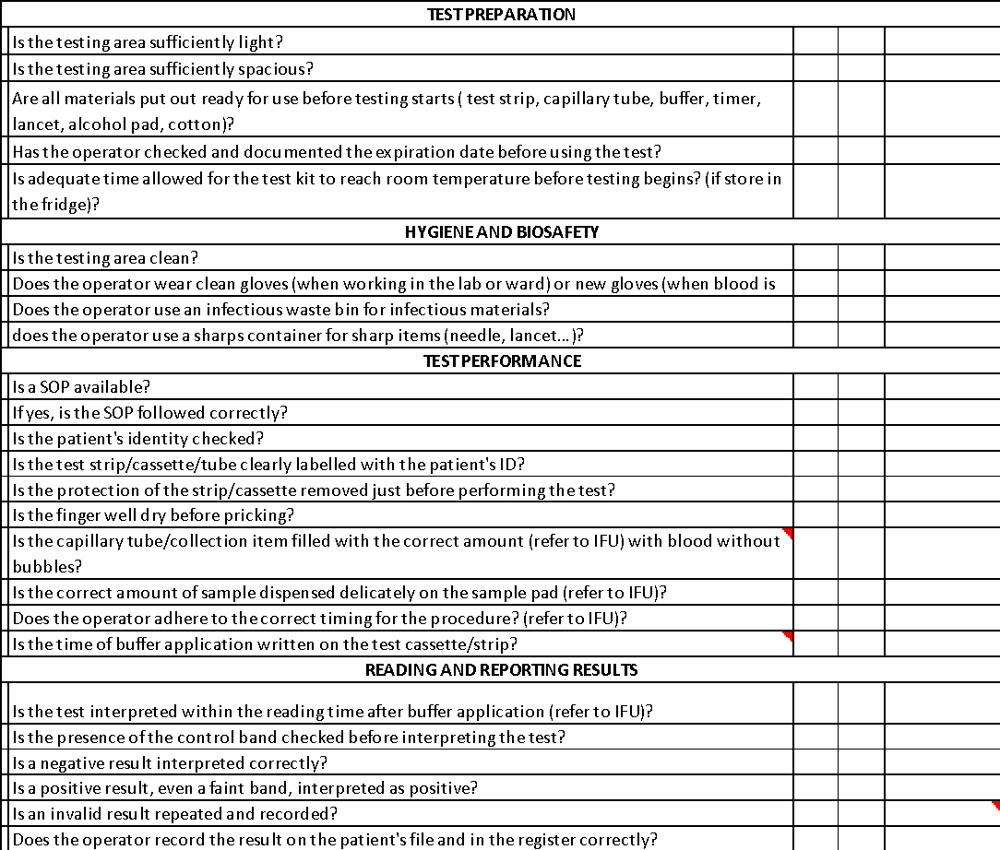 TEST PREPARATION
Is the testing area sufficiently light?
Is the testing area sufficiently spacious?
Are all materials put out ready for use before testing starts ( test strip, capillary tube, buffer, timer,
lancet, alcohol pad, cotton)?
Has the operator checked and documented the expiration date before using the test?
Is adequate time allowed for the test kit to reach room temperature before testing begins? (if store in
the fridge)?
HYGIENE AND BIOSAFETY
Is the testing area clean?
Does the operator wear clean gloves (when working in the lab or ward) or new gloves (when blood is
Does the operator use an infectious waste bin for infectious materials?
does the operator use a sharps container for sharp items (needle, lancet...)?
TEST PERFORMANCE
Is a SOP available?
If yes, is the SOP followed correctly?
Is the patient's identity checked?
Is the test strip/cassette/tube clearly labelled with the patient's ID?
Is the protection of the strip/cassette removed just before performing the test?
Is the finger well dry before pricking?
Is the capillary tube/collection item filled with the correct amount (refer to IFU) with blood without
bubbles?
Is the correct amount of sample dispensed delicately on the sample pad (refer to IFU)?
Does the operator adhere to the correct timing for the procedure? (refer to IFU)?
Is the time of buffer application written on the test cassette/strip?
READING AND REPORTING RESULTS
Is the test interpreted within the reading time after buffer application (refer to IFU)?
Is the presence of the control band checked before interpreting the test?
Is a negative result interpreted correctly?
Is a positive result, even a faint band, interpreted as positive?
Is an invalid result repeated and recorded?
Does the operator record the result on the patient's file and in the register correctly?